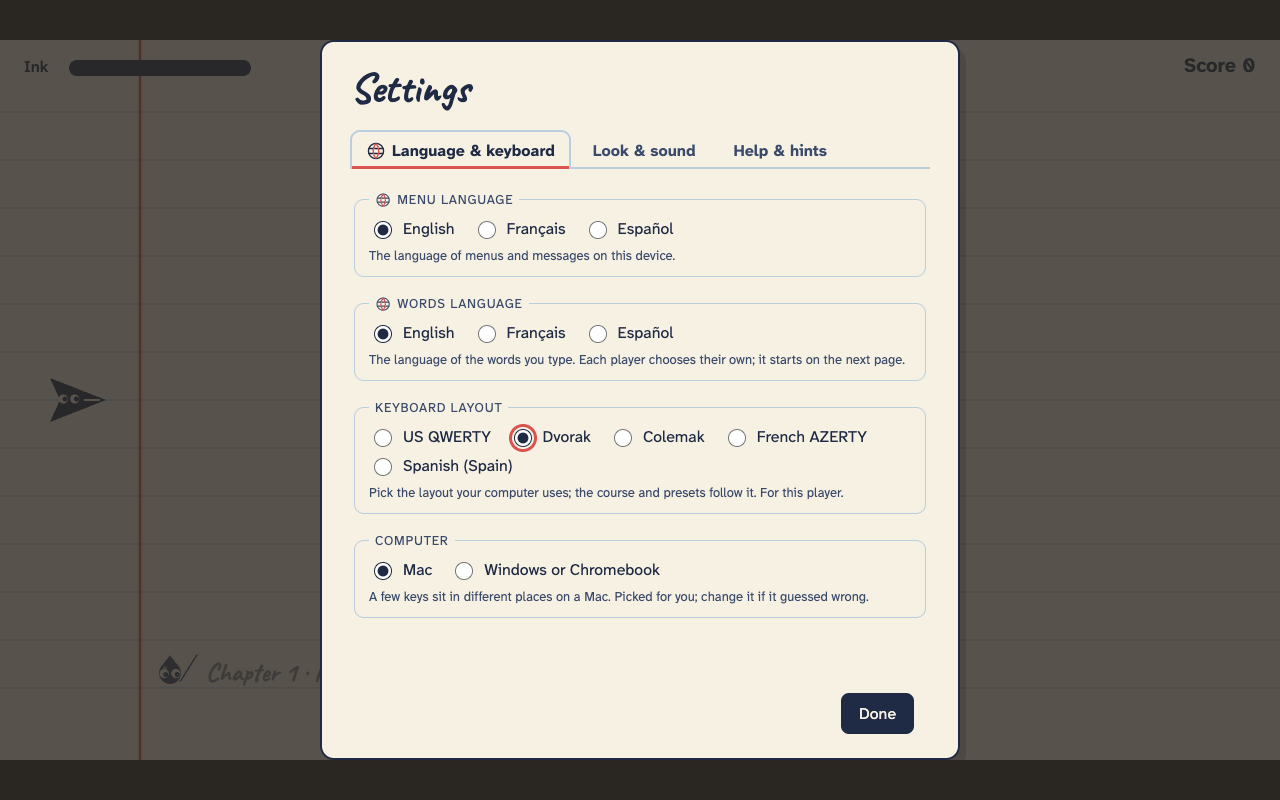 Ink
Score 0
Settings
Language & keyboard
Look & sound
Help & hints
MENU LANGUAGE
English Français Español
The language of menus and messages on this device.
WORDS LANGUAGE
English Français Español
The language of the words you type. Each player chooses their own; it starts on the next page.
KEYBOARD LAYOUT
US QWERTY Dvorak Colemak French AZERTY
Spanish (Spain)
Pick the layout your computer uses; the course and presets follow it. For this player.
COMPUTER
Mac Windows or Chromebook
A few keys sit in different places on a Mac. Picked for you; change it if it guessed wrong.
Chapter 1 ·
Done